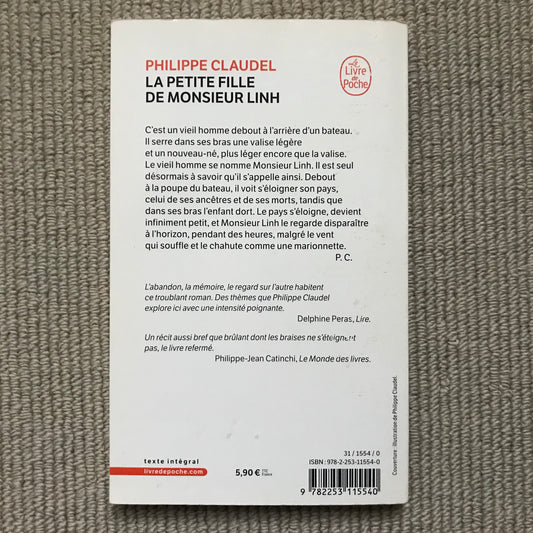 PHILIPPE CLAUDEL
LA PETITE FILLE
DE MONSIEUR LINH
Le
Livre
de
Poche
C'est un vieil homme debout à l'arrière d'un bateau.
Il serre dans ses bras une valise légère
et un nouveau-né, plus léger encore que la valise.
Le vieil homme se nomme Monsieur Linh. Il est seul
désormais à savoir qu'il s'appelle ainsi. Debout
à la poupe du bateau, il voit s'éloigner son pays,
celui de ses ancêtres et de ses morts, tandis que
dans ses bras l'enfant dort. Le pays s'éloigne, devient
infiniment petit, et Monsieur Linh le regarde disparaître
à l'horizon, pendant des heures, malgré le vent
qui souffle et le chahute comme une marionnette.
P. C.
L'abandon, la mémoire, le regard sur l'autre habitent
ce troublant roman. Des thèmes que Philippe Claudel
explore ici avec une intensité poignante.
Delphine Peras, Lire.
Un récit aussi bref que brûlant dont les braises ne s'éteignent
pas, le livre refermé.
Philippe-Jean Catinchi, Le Monde des livres.
Couverture : Illustration de Philippe Claudel.
texte intégral
livredepoche.com
5,90 €
France
31 / 1554 / 0
ISBN : 978-2-253-11554-0
9 782253 115540